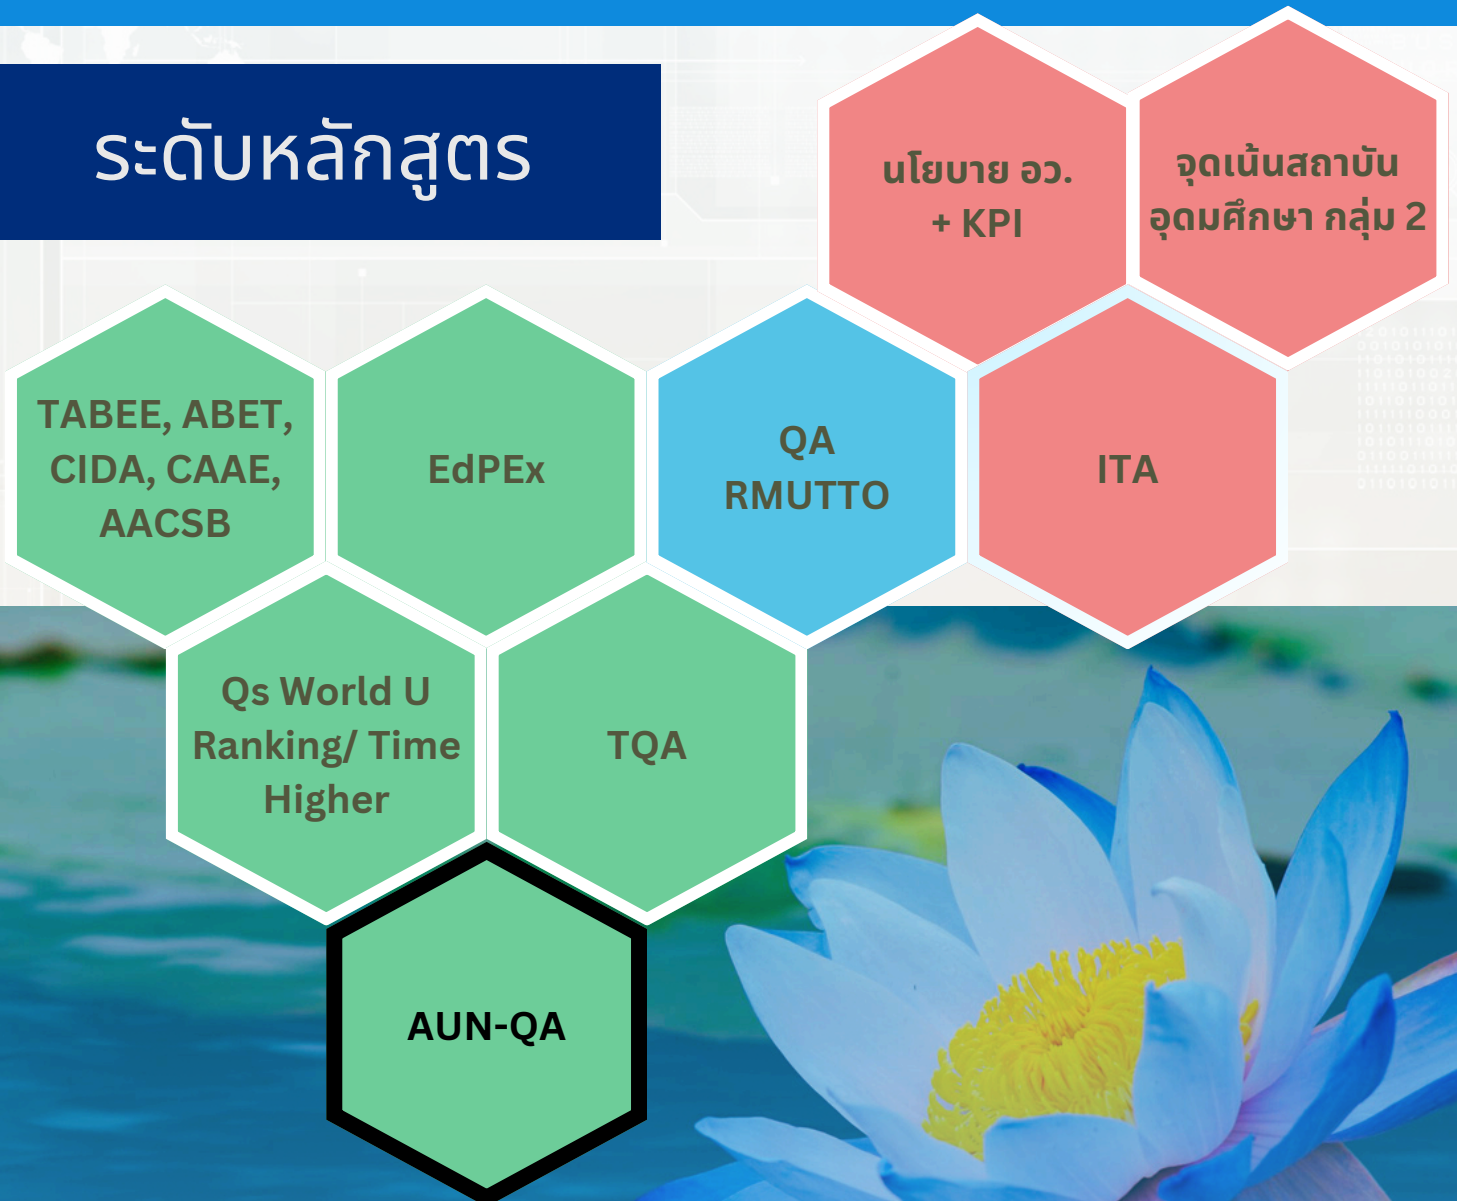 ระดับหลักสูตร
นโยบาย อว.
+ KPI
จุดเน้นสถาบัน
อุดมศึกษา กลุ่ม 2
TABEE, ABET,
CIDA, CAAE,
AACSB
EdPEx
QA
RMUTTO
ITA
Qs World U
Ranking/ Time
Higher
TQA
AUN-QA